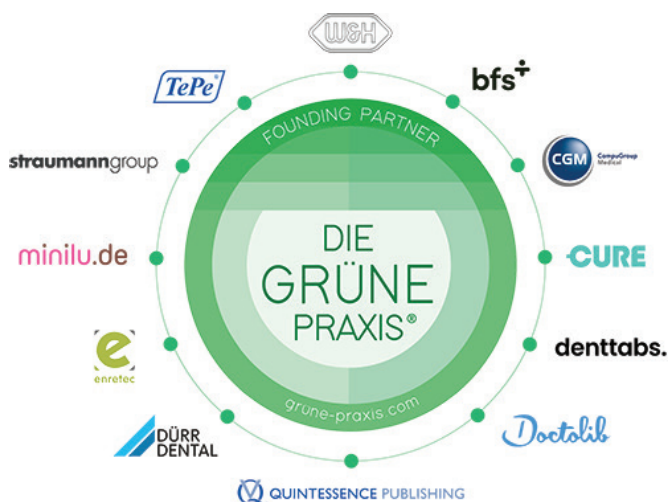 W&H
TePe®
bfs÷
FOUNDING PARTNER
straumanngroup
CGM CompuGroup
Medical
DIE
GRÜNE
PRAXIS®
minilu.de
CURE
e
enretec
denttabs.
grüne-praxis.com
DÜRR
DENTAL
Doctolib
QUINTESSENCE PUBLISHING